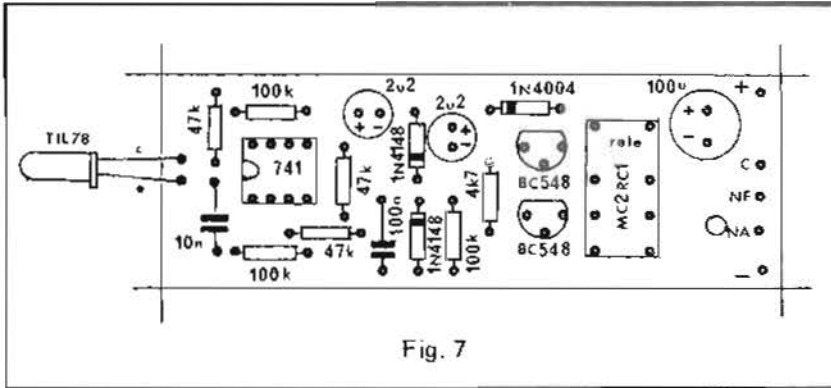 1N4004
100u
+
100k
2u2
2u2
47k
+
-
+
-
+
-
TIL78
c
741
47k
1N4148
BC548
rele
MC2RC1
C
4k7
NF
10n
100n
NA
47k
1N4148
100k
BC548
100k
-
Fig. 7